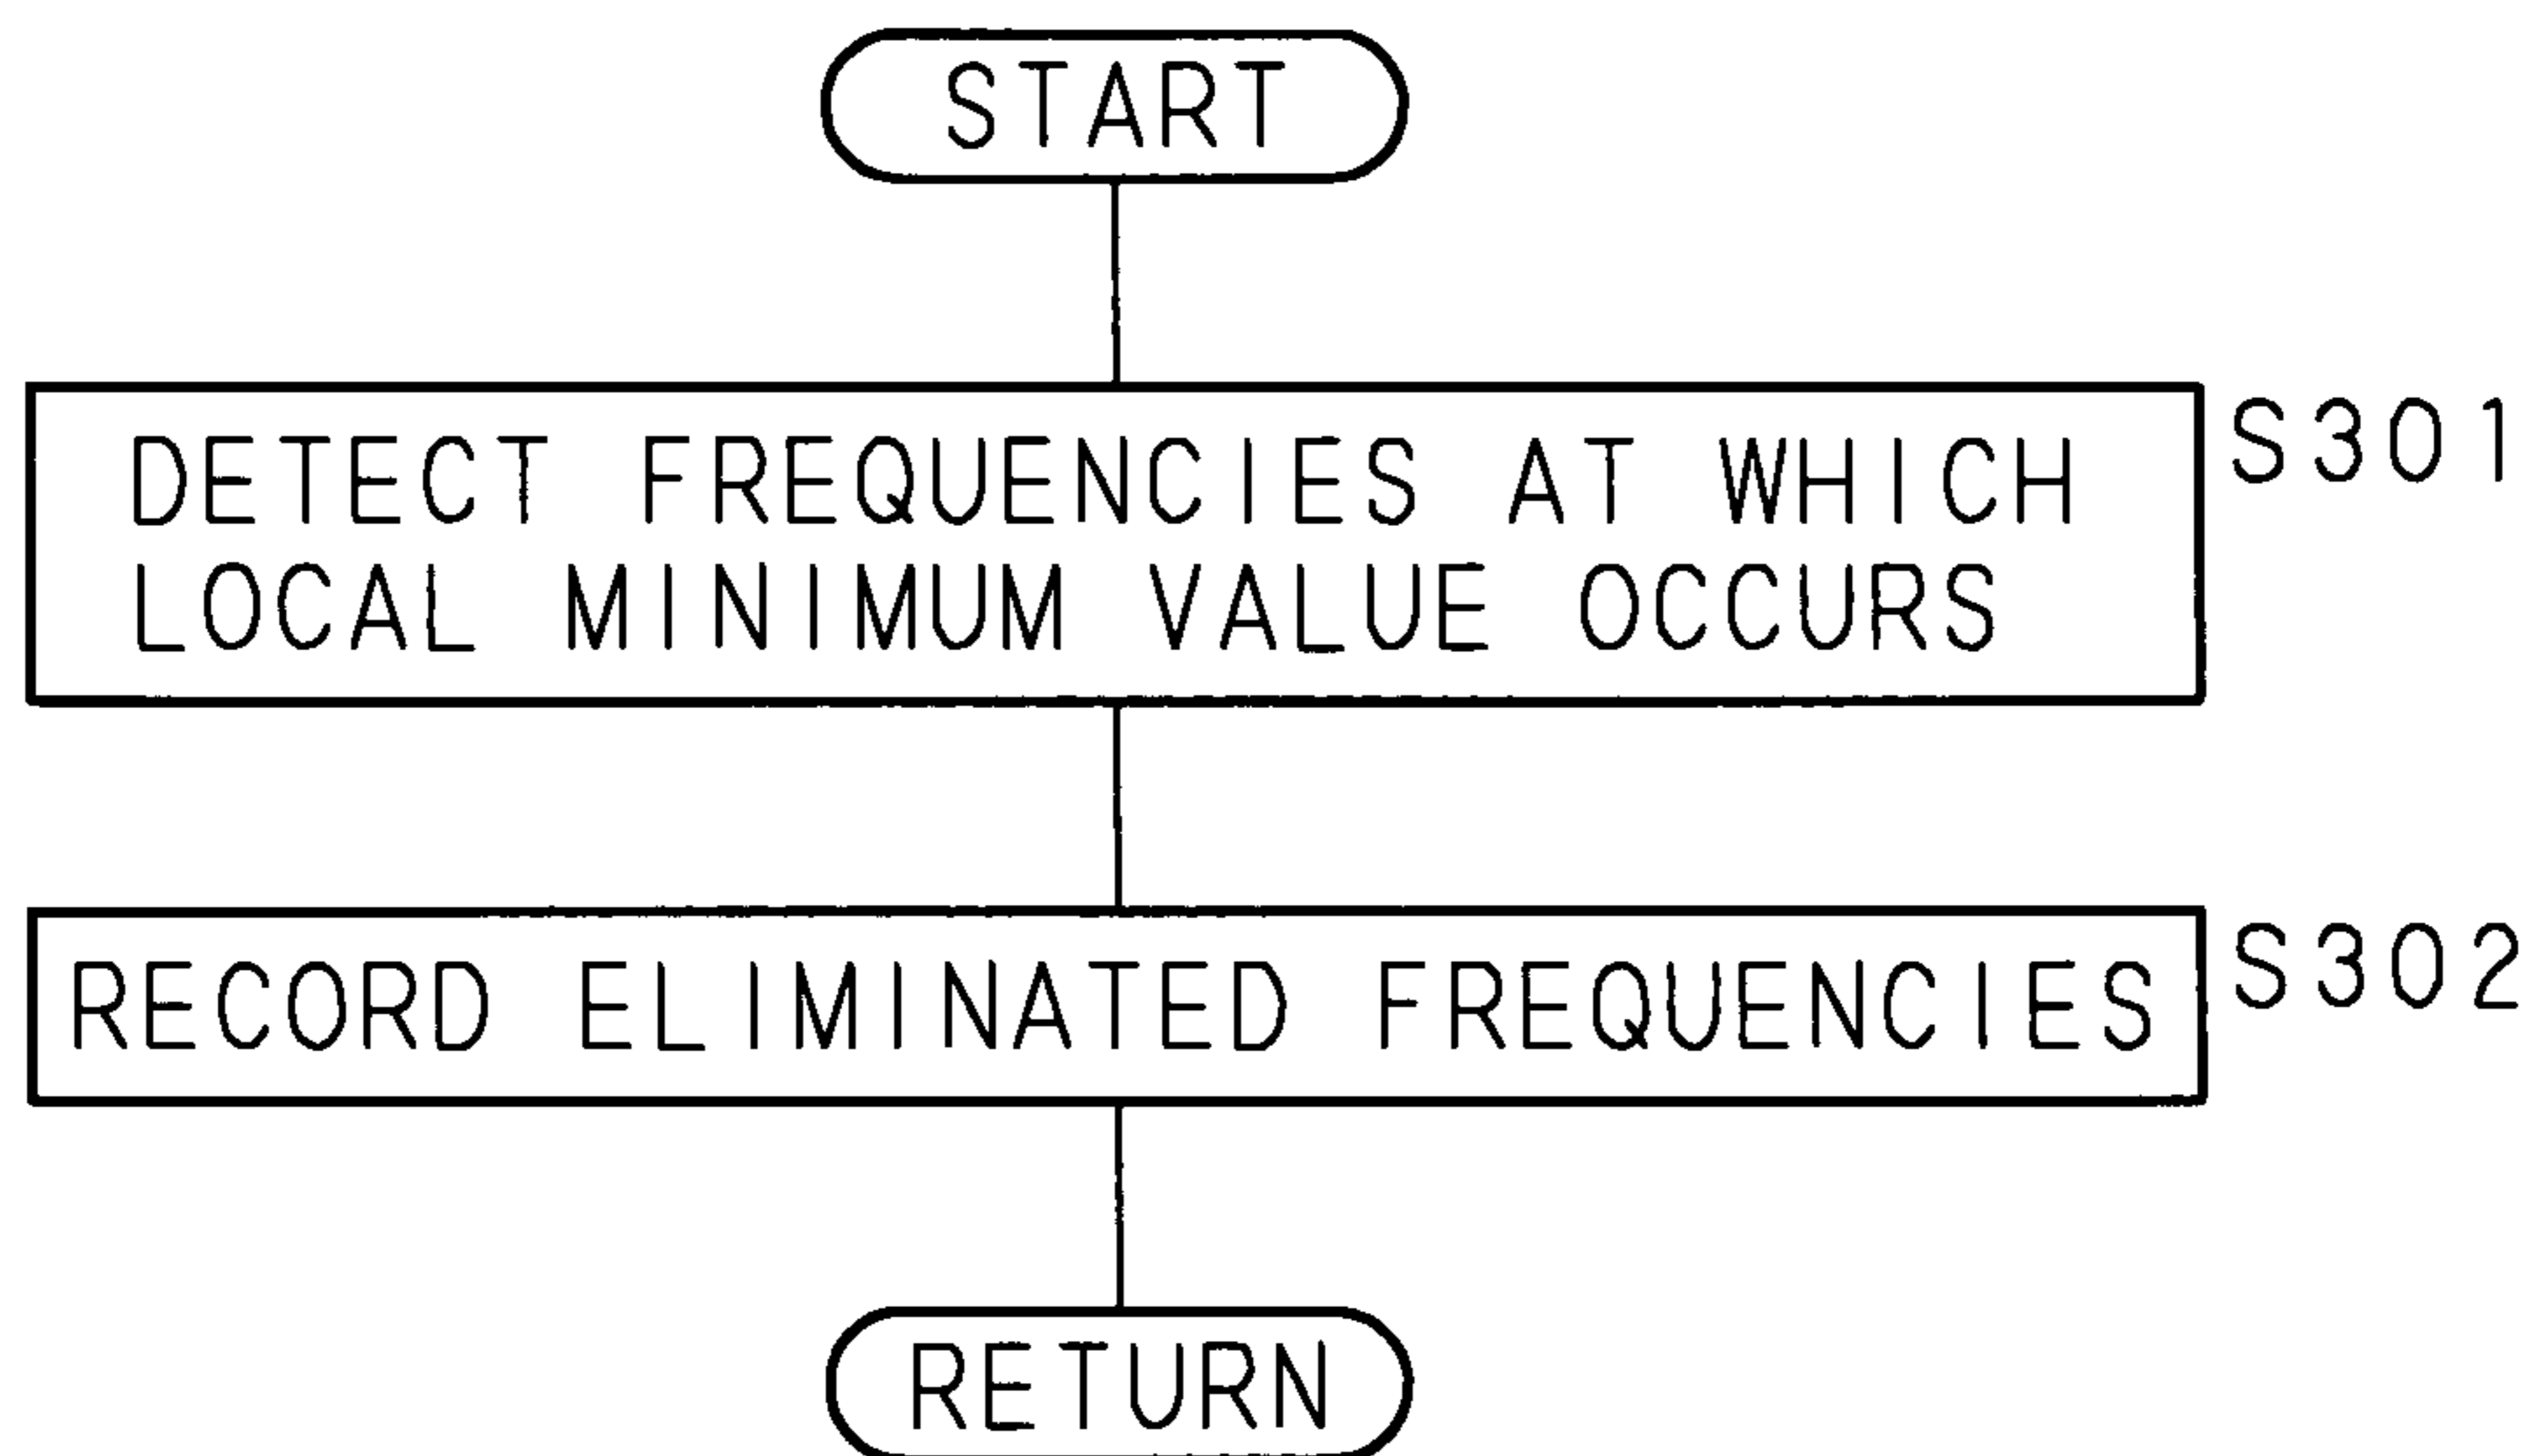 START
S301
DETECT FREQUENCIES AT WHICH
LOCAL MINIMUM VALUE OCCURS
S302
RECORD ELIMINATED FREQUENCIES
RETURN